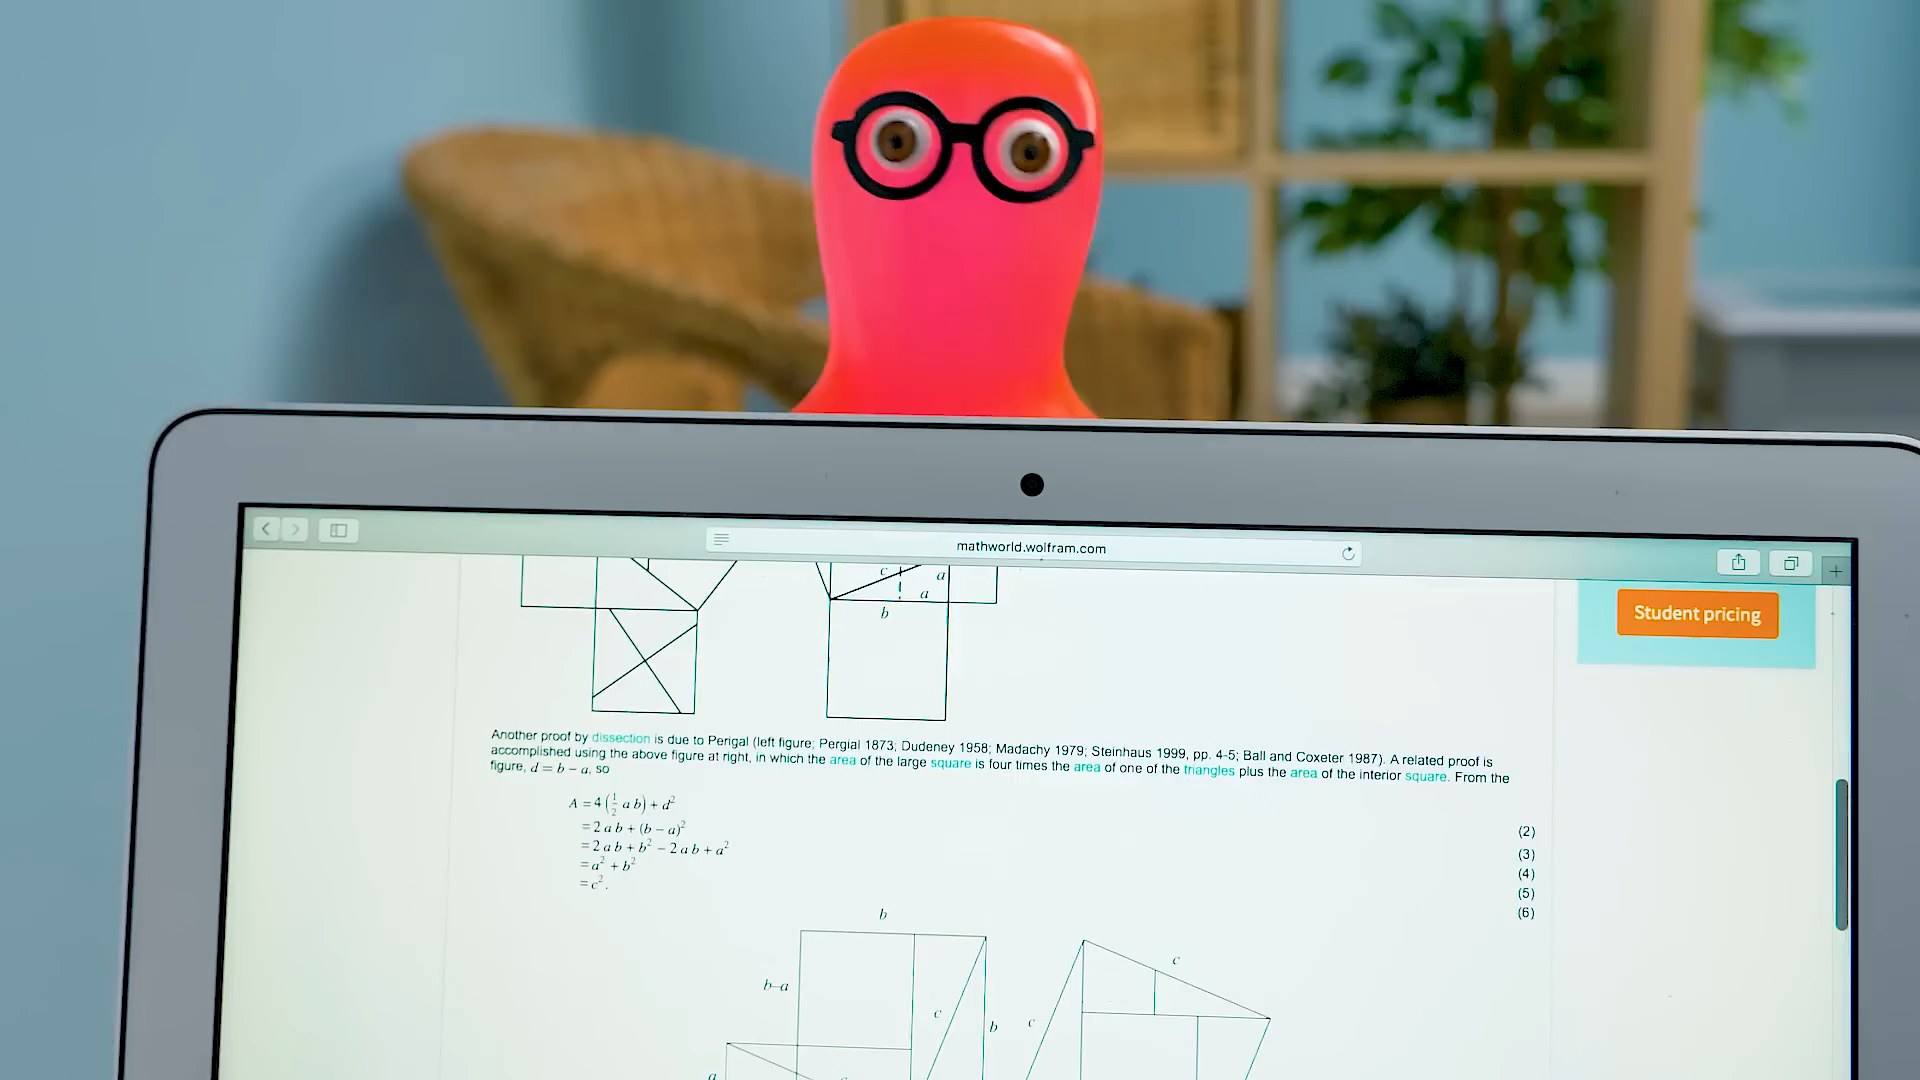 mathworld.wolfram.com
Student pricing
c
a
a
b
Another proof by dissection is due to Perigal (left figure; Pergial 1873; Dudeney 1958; Madachy 1979; Steinhaus 1999, pp. 4-5; Ball and Coxeter 1987). A related proof is
accomplished using the above figure at right, in which the area of the large square is four times the area of one of the triangles plus the area of the interior square. From the
figure, d = b − a, so
A = 4 (1/2 a b) + d²
= 2 a b + (b − a)² (2)
= 2 a b + b² − 2 a b + a² (3)
= a² + b² (4)
= c². (5)
(6)
b
c
b-a
c
b
c
a